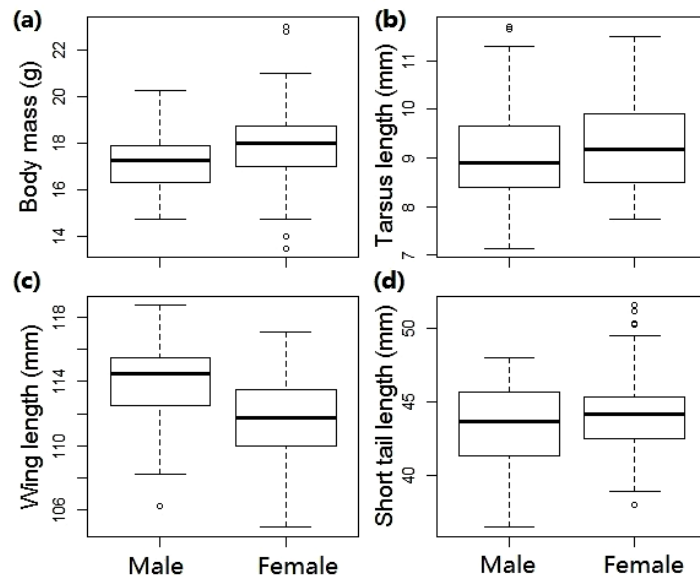 (a)
Body mass (g)
22
20
18
16
14
(b)
Tarsus length (mm)
11
10
9
8
7
(c)
Wing length (mm)
118
114
110
106
Male
Female
(d)
Short tail length (mm)
50
45
40
Male
Female